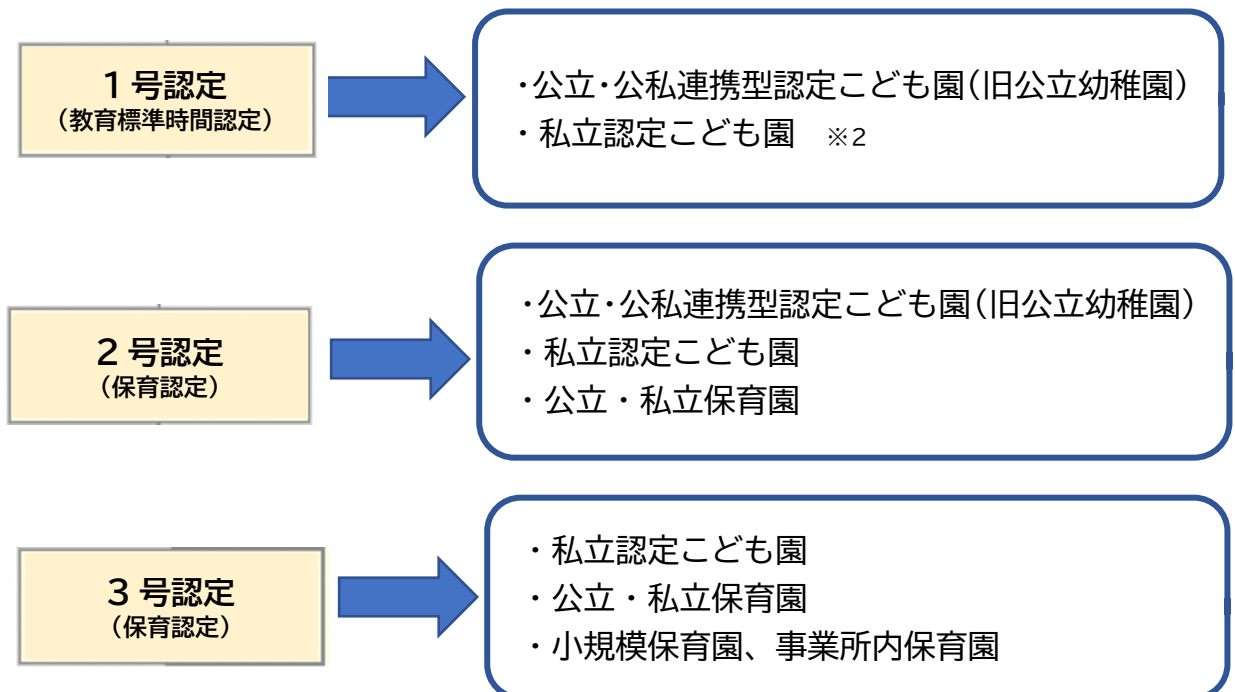 1号認定
（教育標準時間認定）
・公立・公私連携型認定こども園（旧公立幼稚園）
・私立認定こども園　※2
2号認定
（保育認定）
・公立・公私連携型認定こども園（旧公立幼稚園）
・私立認定こども園
・公立・私立保育園
3号認定
（保育認定）
・私立認定こども園
・公立・私立保育園
・小規模保育園、事業所内保育園